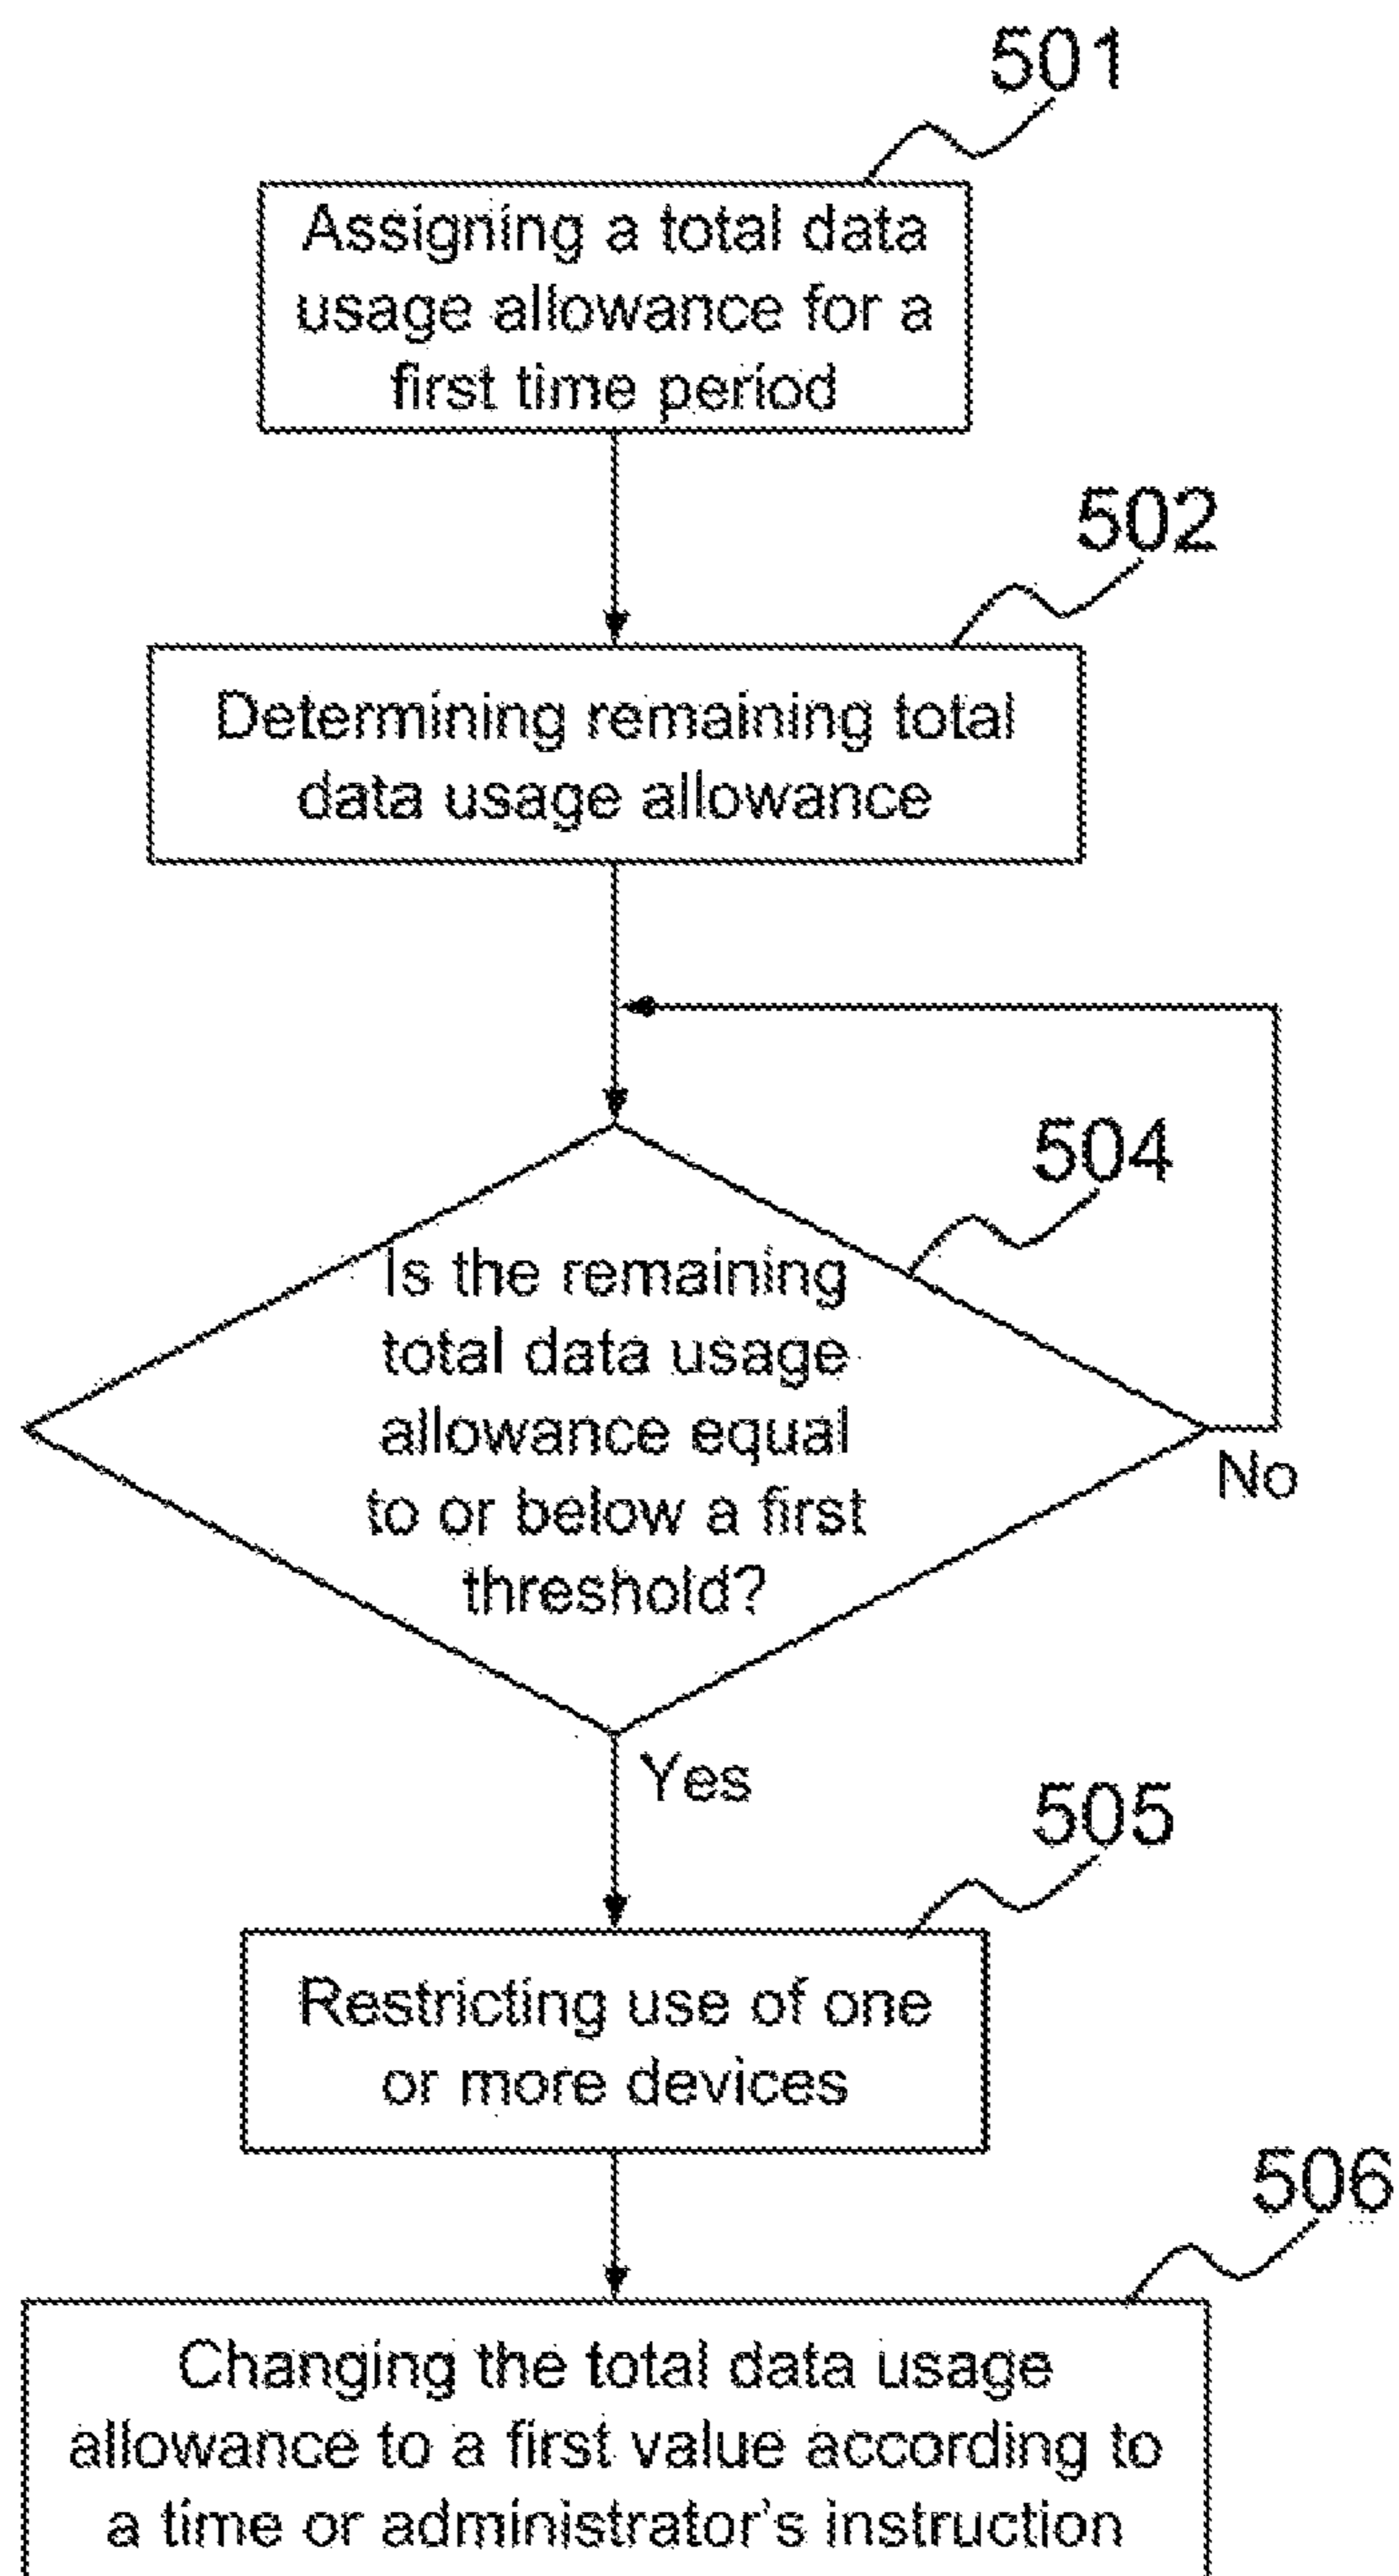 501
Assigning a total data
usage allowance for a
first time period
502
Determining remaining total
data usage allowance
504
Is the remaining
total data usage
allowance equal
to or below a first
threshold?
No
Yes
505
Restricting use of one
or more devices
506
Changing the total data usage
allowance to a first value according to
a time or administrator's instruction